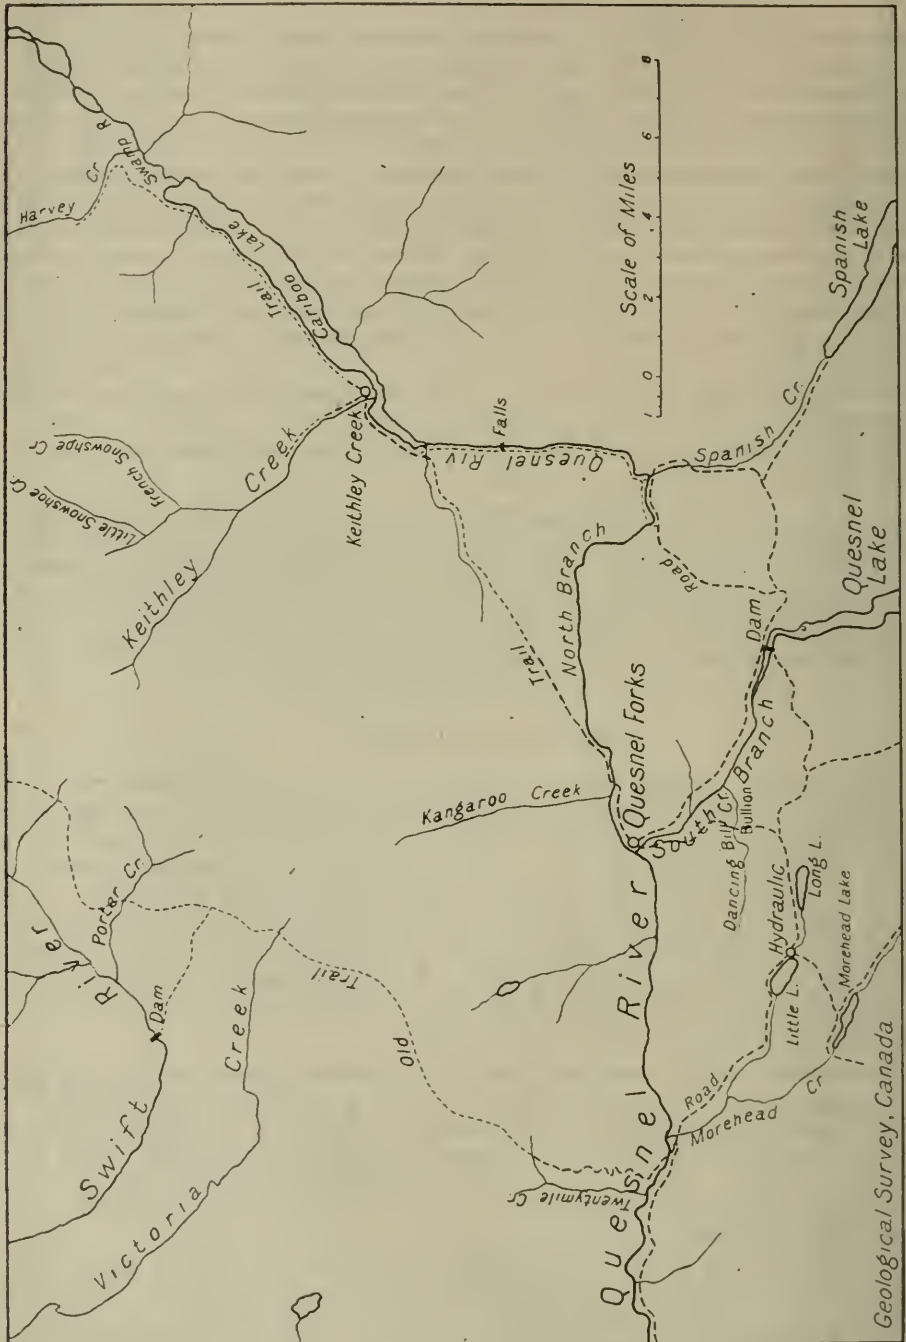 Harvey Cr
Swamp R
Cariboo Lake
Trail
French Snowshoe Cr
Little Snowshoe Cr
Keithley Creek
Keithley Creek
Scale of Miles
1 0 2 4 6 8
Falls
Quesnel Riv
Spanish Cr.
Spanish Lake
North Branch
Road
Trail
Quesnel Lake
Dam
Quesnel Forks
South Branch
Kangaroo Creek
Bullion
Dancing Bill Cr
Hydraulic
Long L.
Little L.
Morehead Lake
Morehead Cr
Road
Quesnel River
Twentymile Cr
Old Trail
Porter Cr.
Swift River
Dam
Victoria Creek
Geological Survey, Canada